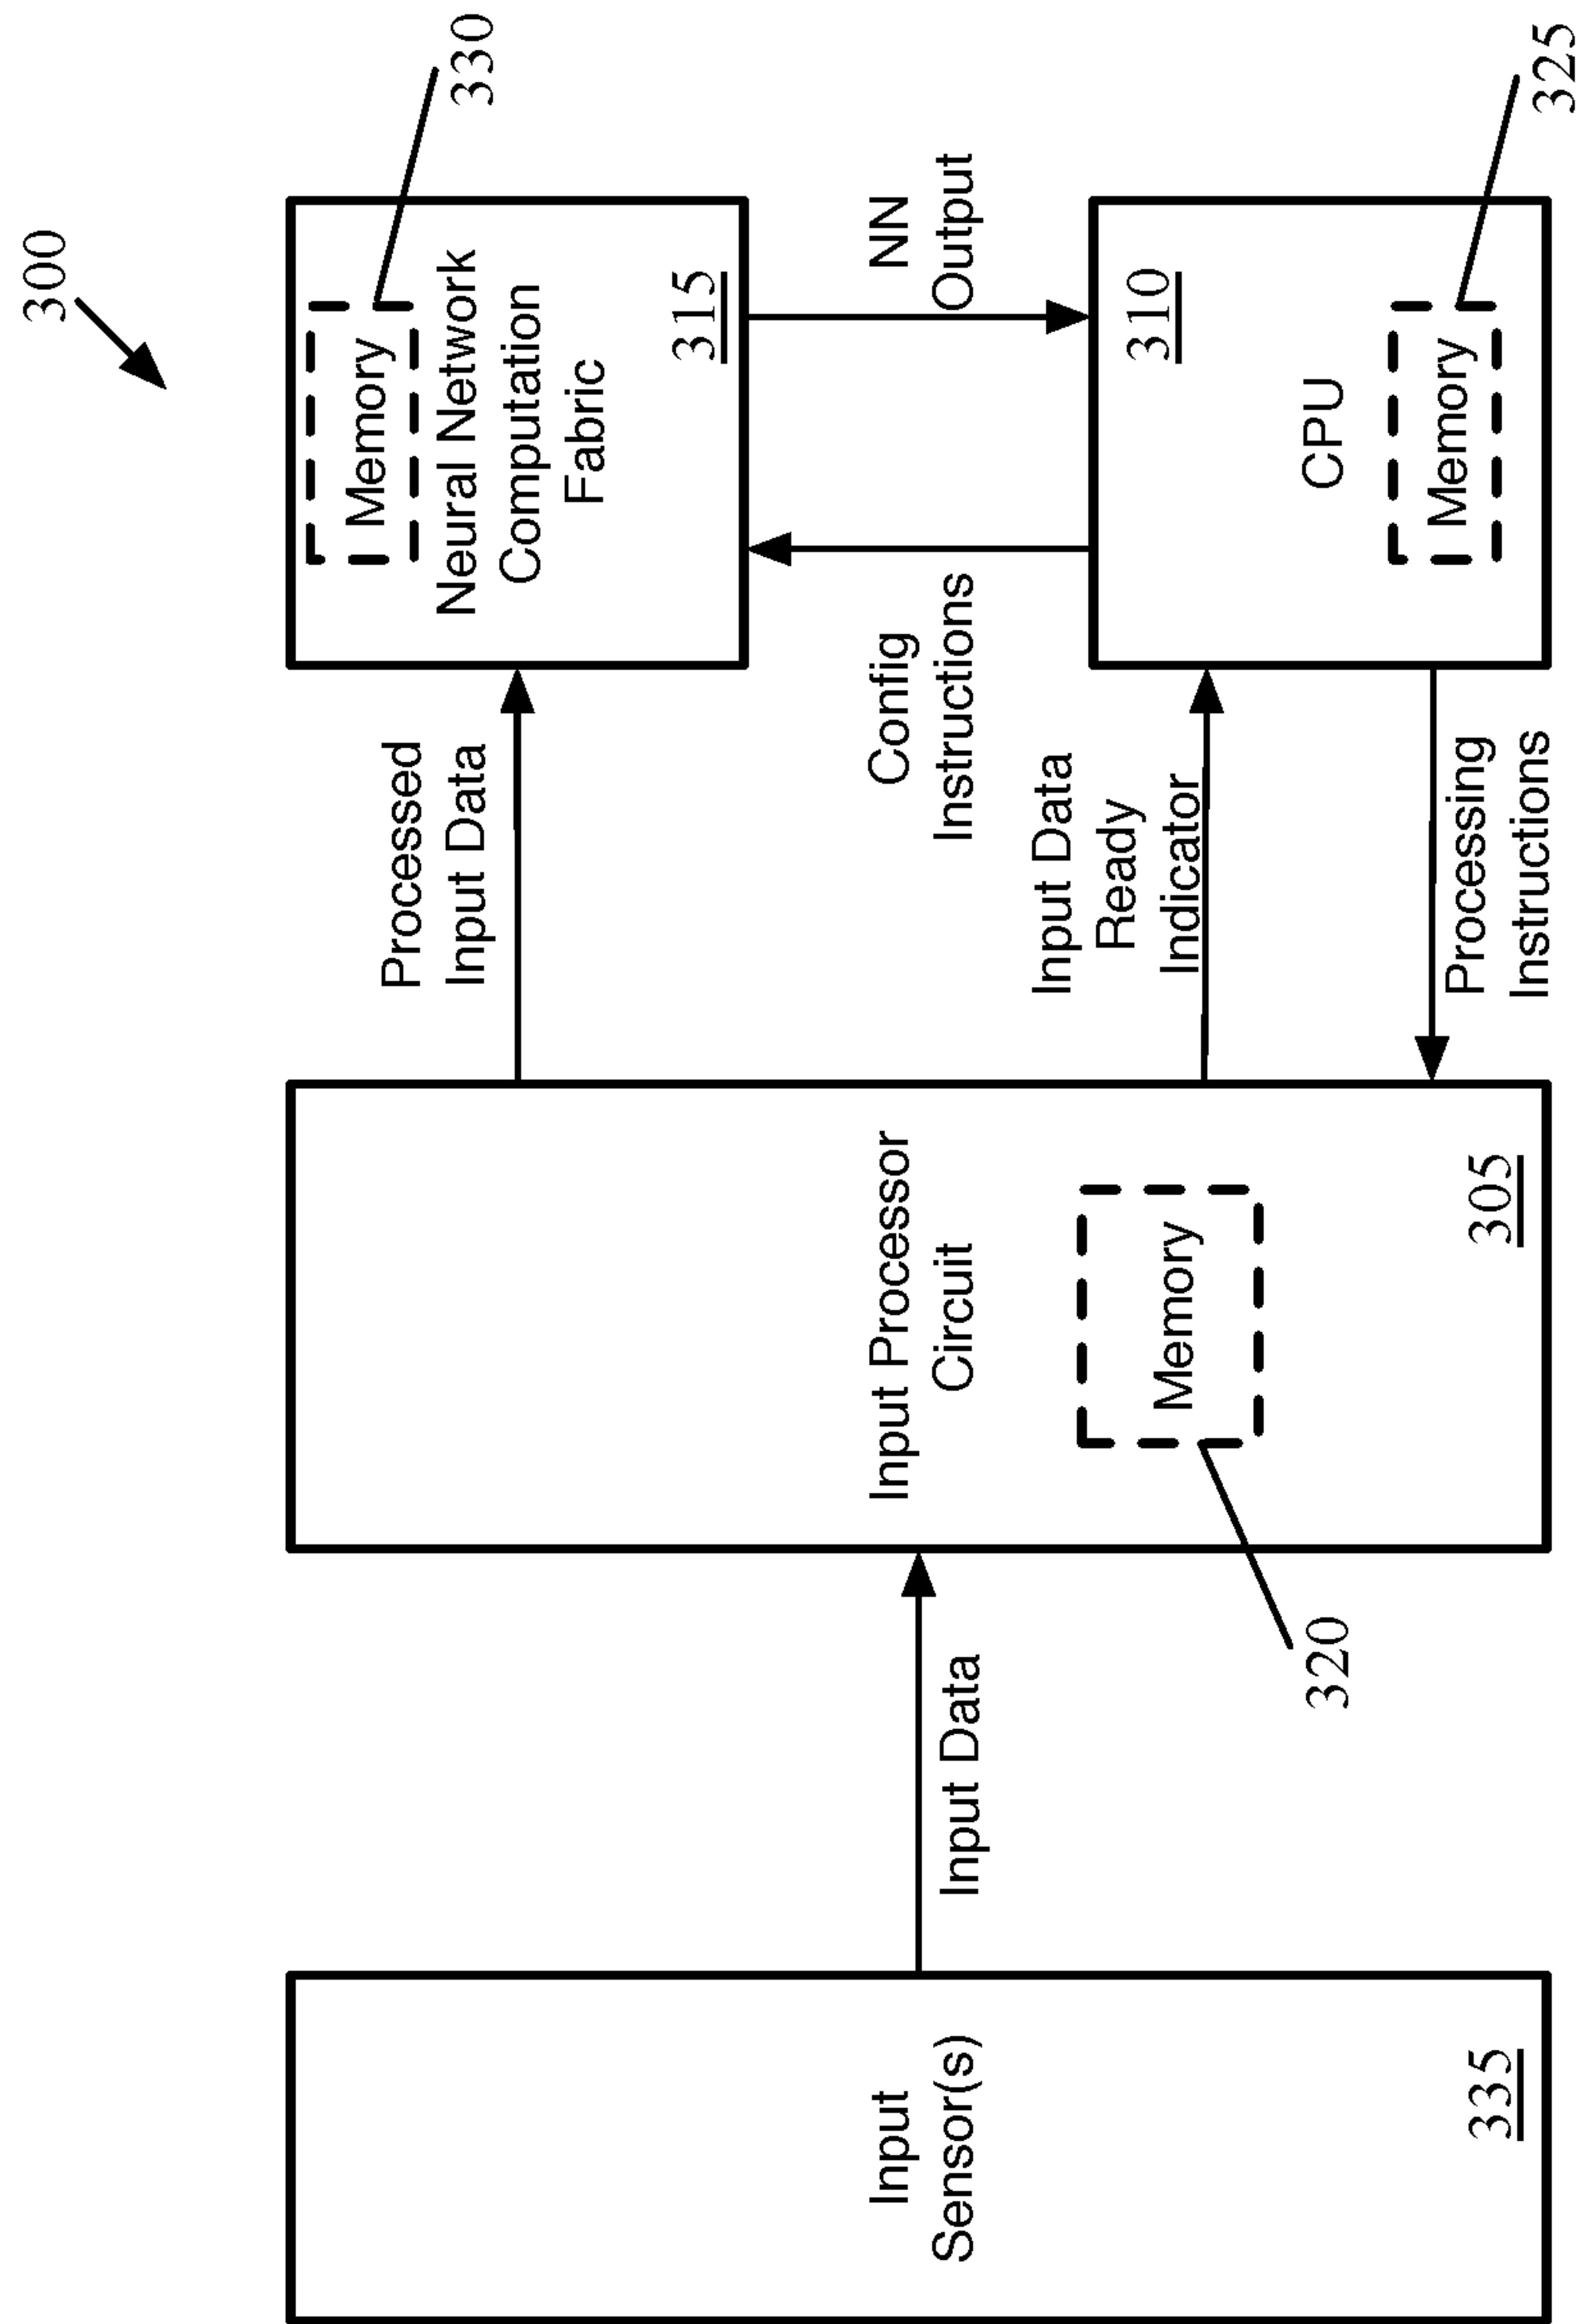 300
Input
Sensor(s)
335
Input Data
Input Processor
Circuit
Memory
305
320
Processed
Input Data
Input Data
Ready
Indicator
Processing
Instructions
Memory
Neural Network
Computation
Fabric
315
330
Config
Instructions
NN
Output
310
CPU
Memory
325